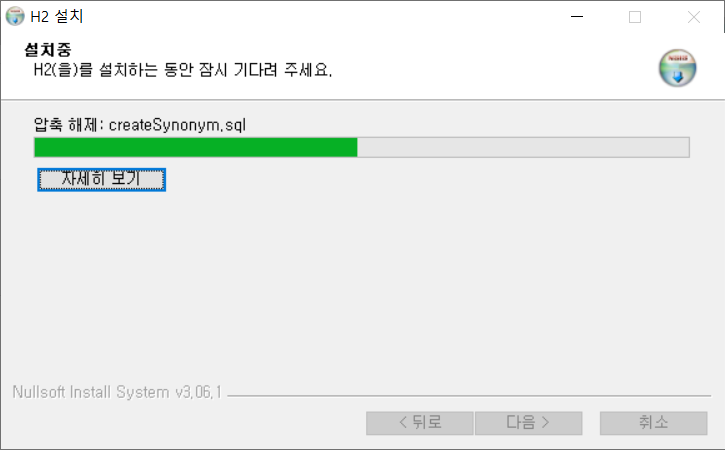 H2 설치
설치중
H2(을)를 설치하는 동안 잠시 기다려 주세요.
압축 해제: createSynonym.sql
자세히 보기
Nullsoft Install System v3.06.1
< 뒤로
다음 >
취소